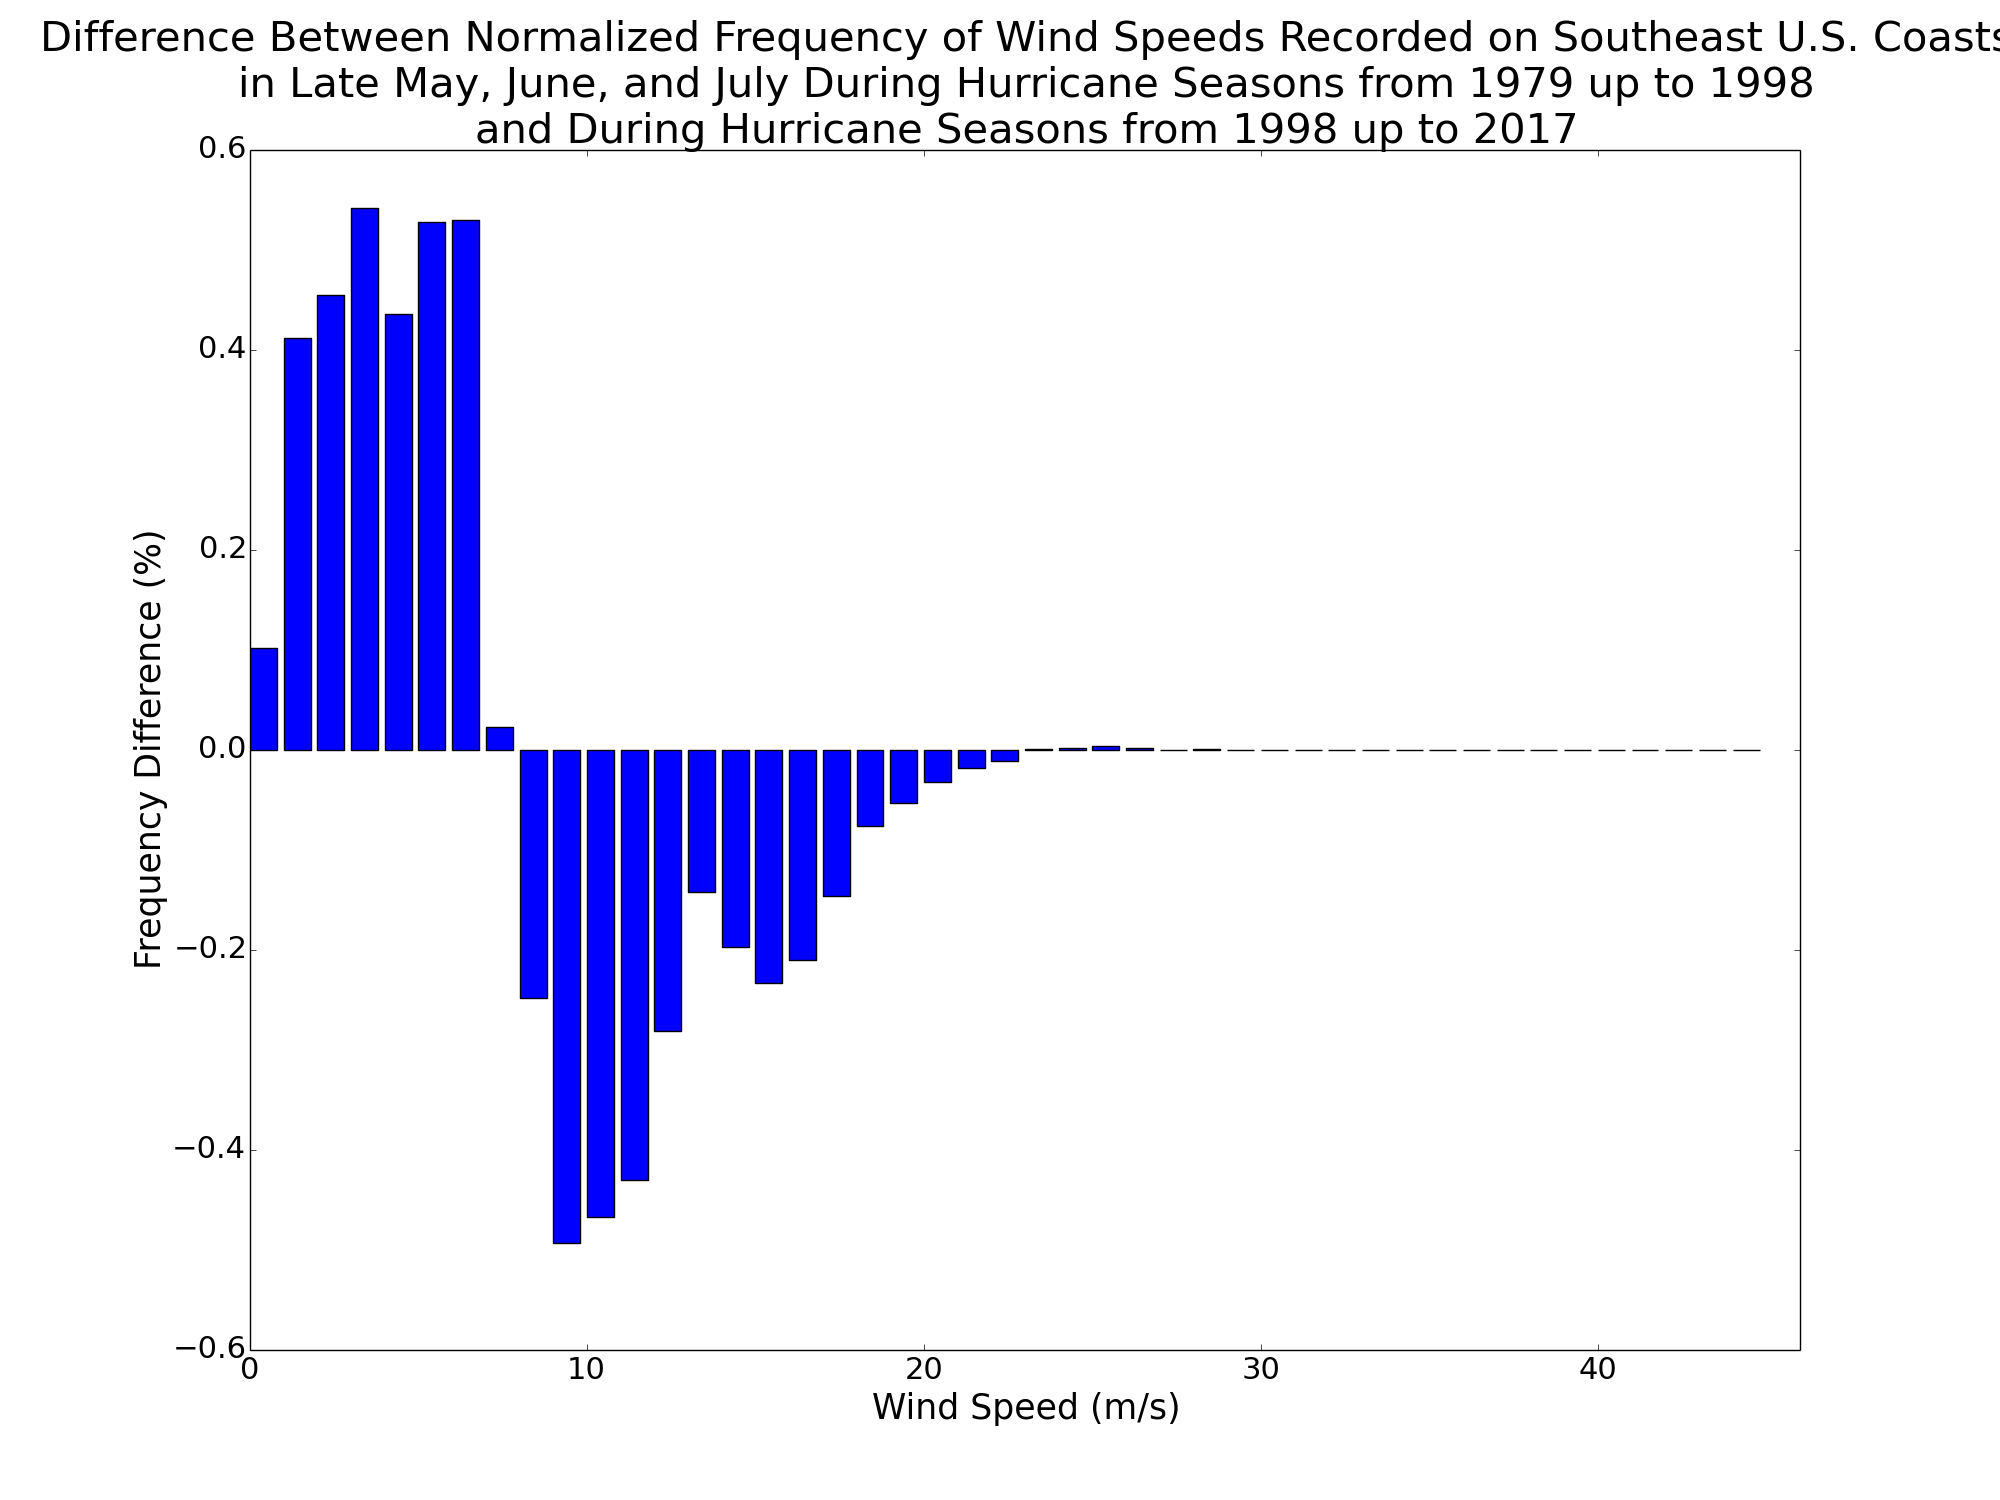 Difference Between Normalized Frequency of Wind Speeds Recorded on Southeast U.S. Coasts
in Late May, June, and July During Hurricane Seasons from 1979 up to 1998
and During Hurricane Seasons from 1998 up to 2017
0.6
0.4
0.2
0.0
−0.2
−0.4
−0.6
Frequency Difference (%)
0 10 20 30 40
Wind Speed (m/s)